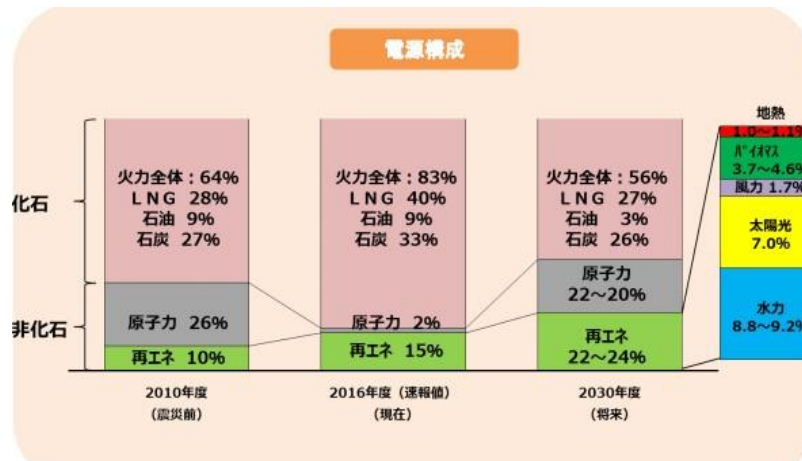 電源構成
化石
非化石
火力全体：64%
ＬＮＧ 28%
石油 9%
石炭 27%
原子力 26%
再エネ 10%
2010年度
（震災前）
火力全体：83%
ＬＮＧ 40%
石油 9%
石炭 33%
原子力 2%
再エネ 15%
2016年度（速報値）
（現在）
火力全体：56%
ＬＮＧ 27%
石油 3%
石炭 26%
原子力
22～20%
再エネ
22～24%
2030年度
（将来）
地熱
1.0～1.1%
ﾊﾞｲｵﾏｽ
3.7～4.6%
風力 1.7%
太陽光
7.0%
水力
8.8～9.2%